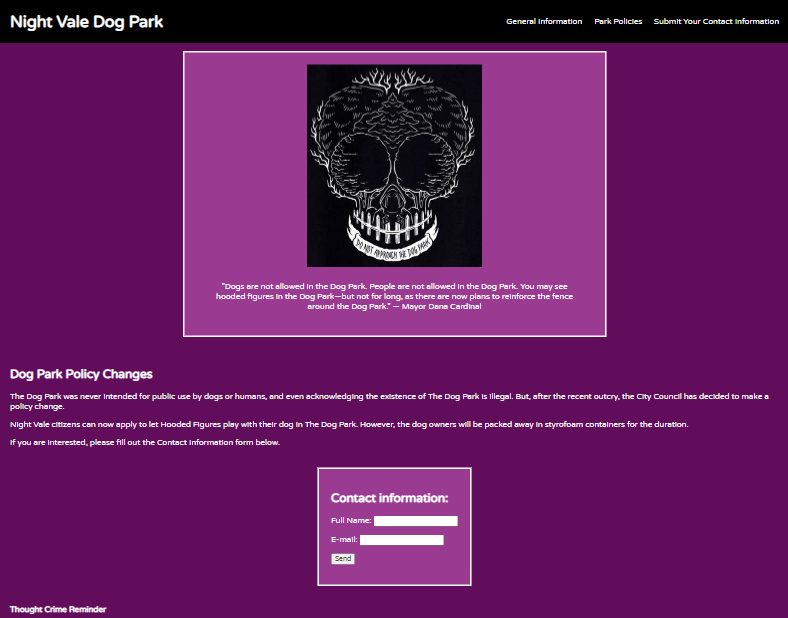 Night Vale Dog Park
General Information Park Policies Submit Your Contact Information
DO NOT APPROACH THE DOG PARK
"Dogs are not allowed in the Dog Park. People are not allowed in the Dog Park. You may see
hooded figures in the Dog Park—but not for long, as there are now plans to reinforce the fence
around the Dog Park." — Mayor Dana Cardinal
Dog Park Policy Changes
The Dog Park was never intended for public use by dogs or humans, and even acknowledging the existence of The Dog Park is illegal. But, after the recent outcry, the City Council has decided to make a
policy change.
Night Vale citizens can now apply to let Hooded Figures play with their dog in The Dog Park. However, the dog owners will be packed away in styrofoam containers for the duration.
If you are interested, please fill out the Contact Information form below.
Contact information:
Full Name:
E-mail:
Send
Thought Crime Reminder